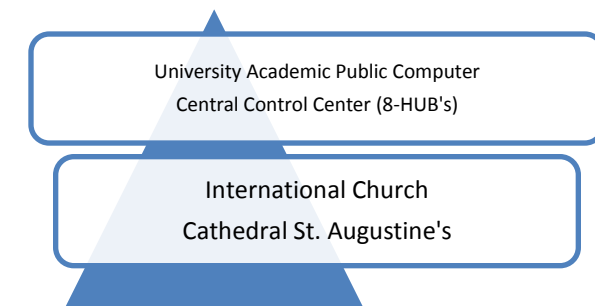 University Academic Public Computer
Central Control Center (8-HUB's)
International Church
Cathedral St. Augustine's